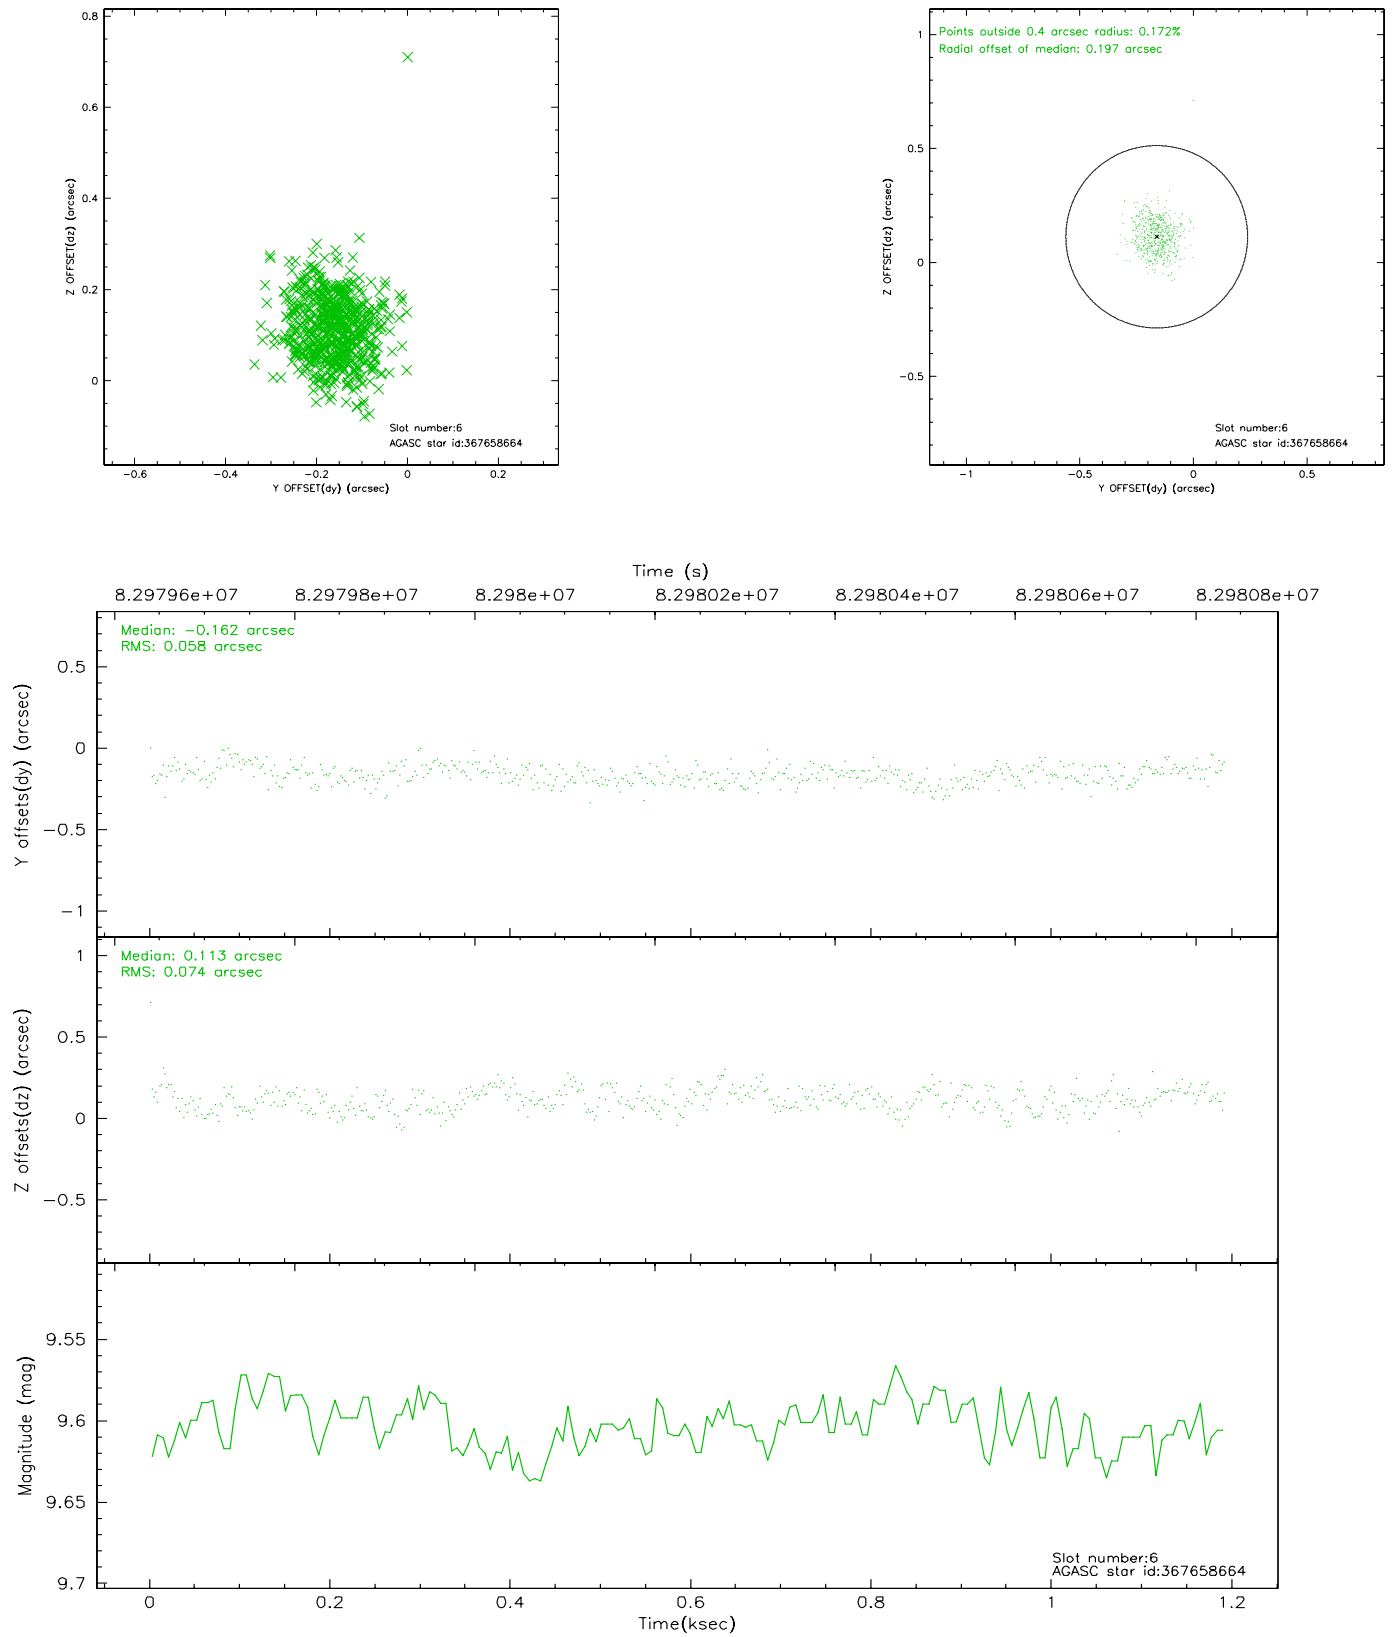 0.8
0.6
0.4
0.2
0
Z OFFSET(dz) (arcsec)
-0.6 -0.4 -0.2 0 0.2
Y OFFSET(dy) (arcsec)
Slot number:6
AGASC star id:367658664
Points outside 0.4 arcsec radius: 0.172%
Radial offset of median: 0.197 arcsec
1
0.5
0
-0.5
Z OFFSET(dz) (arcsec)
Slot number:6
AGASC star id:367658664
-1 -0.5 0 0.5
Y OFFSET(dy) (arcsec)
Time (s)
8.29796e+07 8.29798e+07 8.298e+07 8.29802e+07 8.29804e+07 8.29806e+07 8.29808e+07
Median: -0.162 arcsec
RMS: 0.058 arcsec
0.5
0
-0.5
-1
Y offsets(dy) (arcsec)
Median: 0.113 arcsec
RMS: 0.074 arcsec
1
0.5
0
-0.5
Z offsets(dz) (arcsec)
9.55
9.6
9.65
9.7
Magnitude (mag)
Slot number:6
AGASC star id:367658664
0 0.2 0.4 0.6 0.8 1 1.2
Time(ksec)